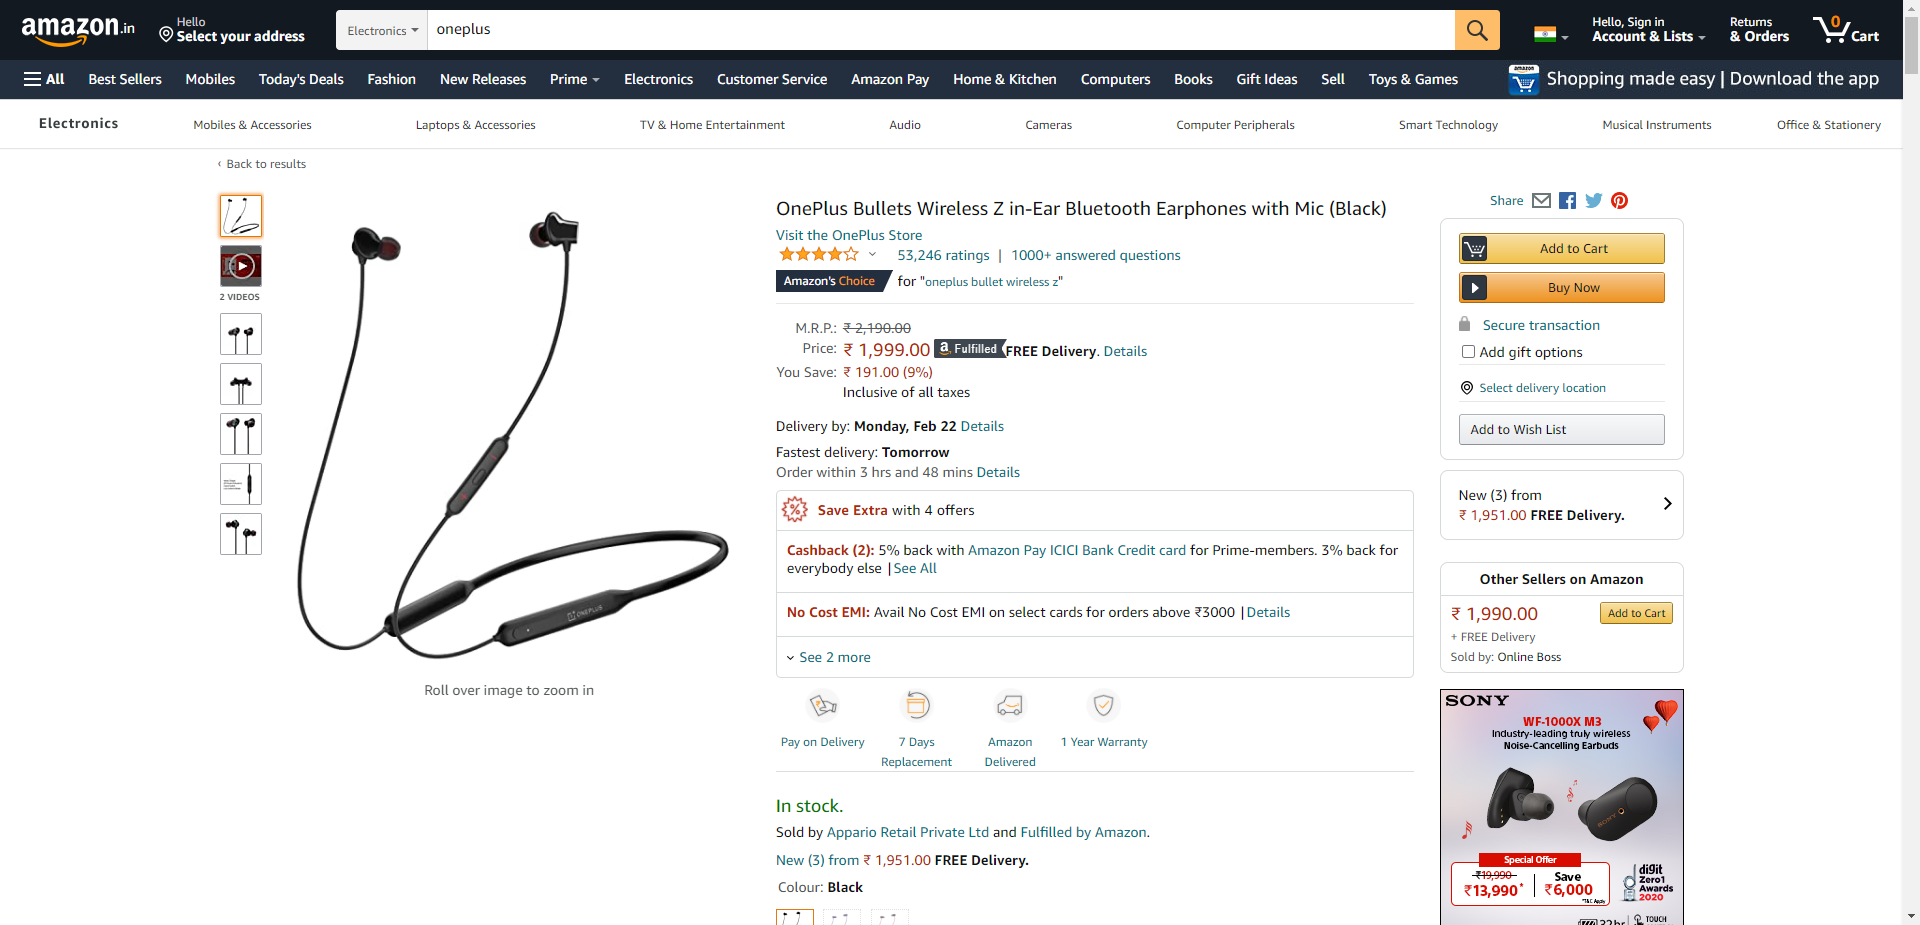 amazon.in
Hello
Select your address
Electronics
oneplus
Hello, Sign in
Account & Lists
Returns
& Orders
0
Cart
All
Best Sellers
Mobiles
Today's Deals
Fashion
New Releases
Prime
Electronics
Customer Service
Amazon Pay
Home & Kitchen
Computers
Books
Gift Ideas
Sell
Toys & Games
amazon
Shopping made easy | Download the app
Electronics
Mobiles & Accessories
Laptops & Accessories
TV & Home Entertainment
Audio
Cameras
Computer Peripherals
Smart Technology
Musical Instruments
Office & Stationery
‹ Back to results
2 VIDEOS
ONEPLUS
Roll over image to zoom in
OnePlus Bullets Wireless Z in-Ear Bluetooth Earphones with Mic (Black)
Visit the OnePlus Store
53,246 ratings | 1000+ answered questions
Amazon's Choice for "oneplus bullet wireless z"
M.R.P.: ₹ 2,190.00
Price: ₹ 1,999.00 a Fulfilled FREE Delivery. Details
You Save: ₹ 191.00 (9%)
Inclusive of all taxes
Delivery by: Monday, Feb 22 Details
Fastest delivery: Tomorrow
Order within 3 hrs and 48 mins Details
Save Extra with 4 offers
Cashback (2): 5% back with Amazon Pay ICICI Bank Credit card for Prime-members. 3% back for
everybody else | See All
No Cost EMI: Avail No Cost EMI on select cards for orders above ₹3000 | Details
See 2 more
Pay on Delivery
7 Days
Replacement
Amazon
Delivered
1 Year Warranty
In stock.
Sold by Appario Retail Private Ltd and Fulfilled by Amazon.
New (3) from ₹ 1,951.00 FREE Delivery.
Colour: Black
Share
Add to Cart
Buy Now
Secure transaction
Add gift options
Select delivery location
Add to Wish List
New (3) from
₹ 1,951.00 FREE Delivery.
Other Sellers on Amazon
₹ 1,990.00
Add to Cart
+ FREE Delivery
Sold by: Online Boss
SONY
WF-1000X M3
Industry-leading truly wireless
Noise-Cancelling Earbuds
SONY
Special Offer
₹19,990
₹13,990*
Save
₹6,000
*T&C Apply
digit
Zero1
Awards
2020
32hr
TOUCH